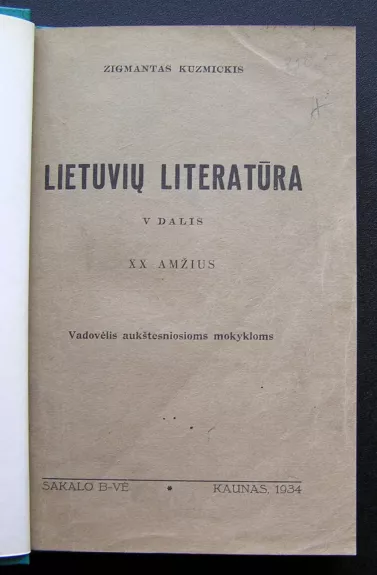 ZIGMANTAS KUZMICKIS
LIETUVIŲ LITERATŪRA
V DALIS
XX AMŽIUS
Vadovėlis aukštesniosioms mokykloms
SAKALO B-VĖ • KAUNAS, 1934